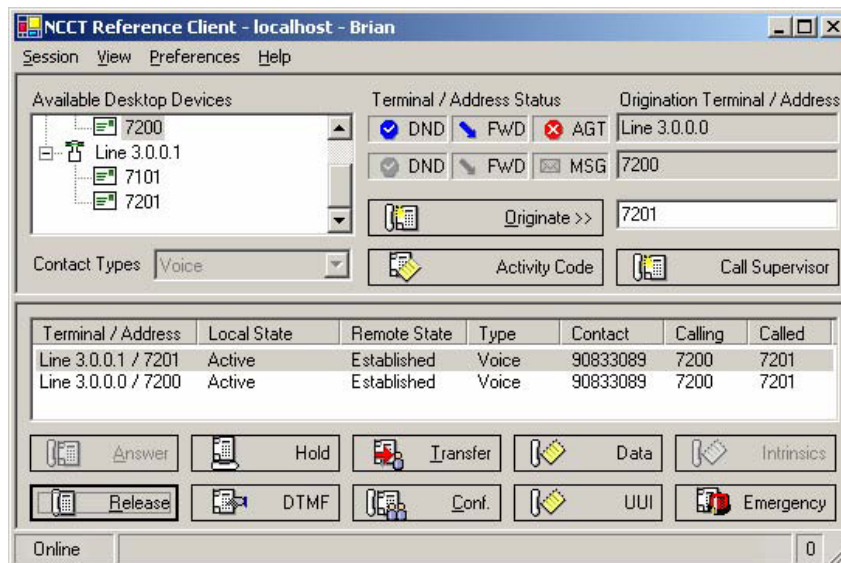 NCCT Reference Client - localhost - Brian
Session View Preferences Help
Available Desktop Devices
7200
Line 3.0.0.1
7101
7201
Contact Types Voice
Terminal / Address Status
DND FWD AGT
DND FWD MSG
Origination Terminal / Address
Line 3.0.0.0
7200
Originate >> 7201
Activity Code Call Supervisor
Terminal / Address Local State Remote State Type Contact Calling Called
Line 3.0.0.1 / 7201 Active Established Voice 90833089 7200 7201
Line 3.0.0.0 / 7200 Active Established Voice 90833089 7200 7201
Answer Hold Transfer Data Intrinsics
Release DTMF Conf. UUI Emergency
Online 0